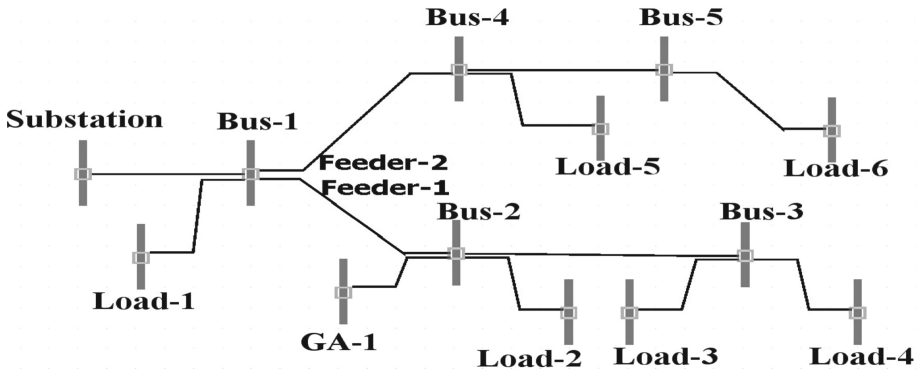 Bus-4
Bus-5
Substation
Bus-1
Load-5
Load-6
Feeder-2
Feeder-1
Bus-2
Bus-3
Load-1
GA-1
Load-2
Load-3
Load-4